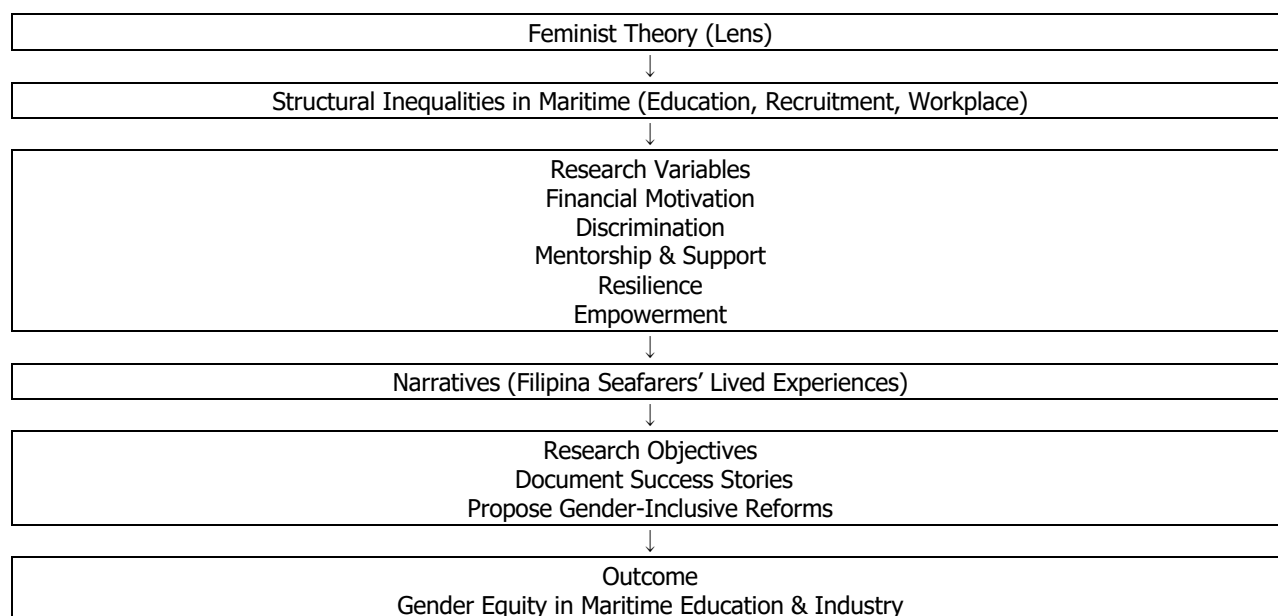 Feminist Theory (Lens)
↓
Structural Inequalities in Maritime (Education, Recruitment, Workplace)
↓
Research Variables
Financial Motivation
Discrimination
Mentorship & Support
Resilience
Empowerment
↓
Narratives (Filipina Seafarers’ Lived Experiences)
↓
Research Objectives
Document Success Stories
Propose Gender-Inclusive Reforms
↓
Outcome
Gender Equity in Maritime Education & Industry